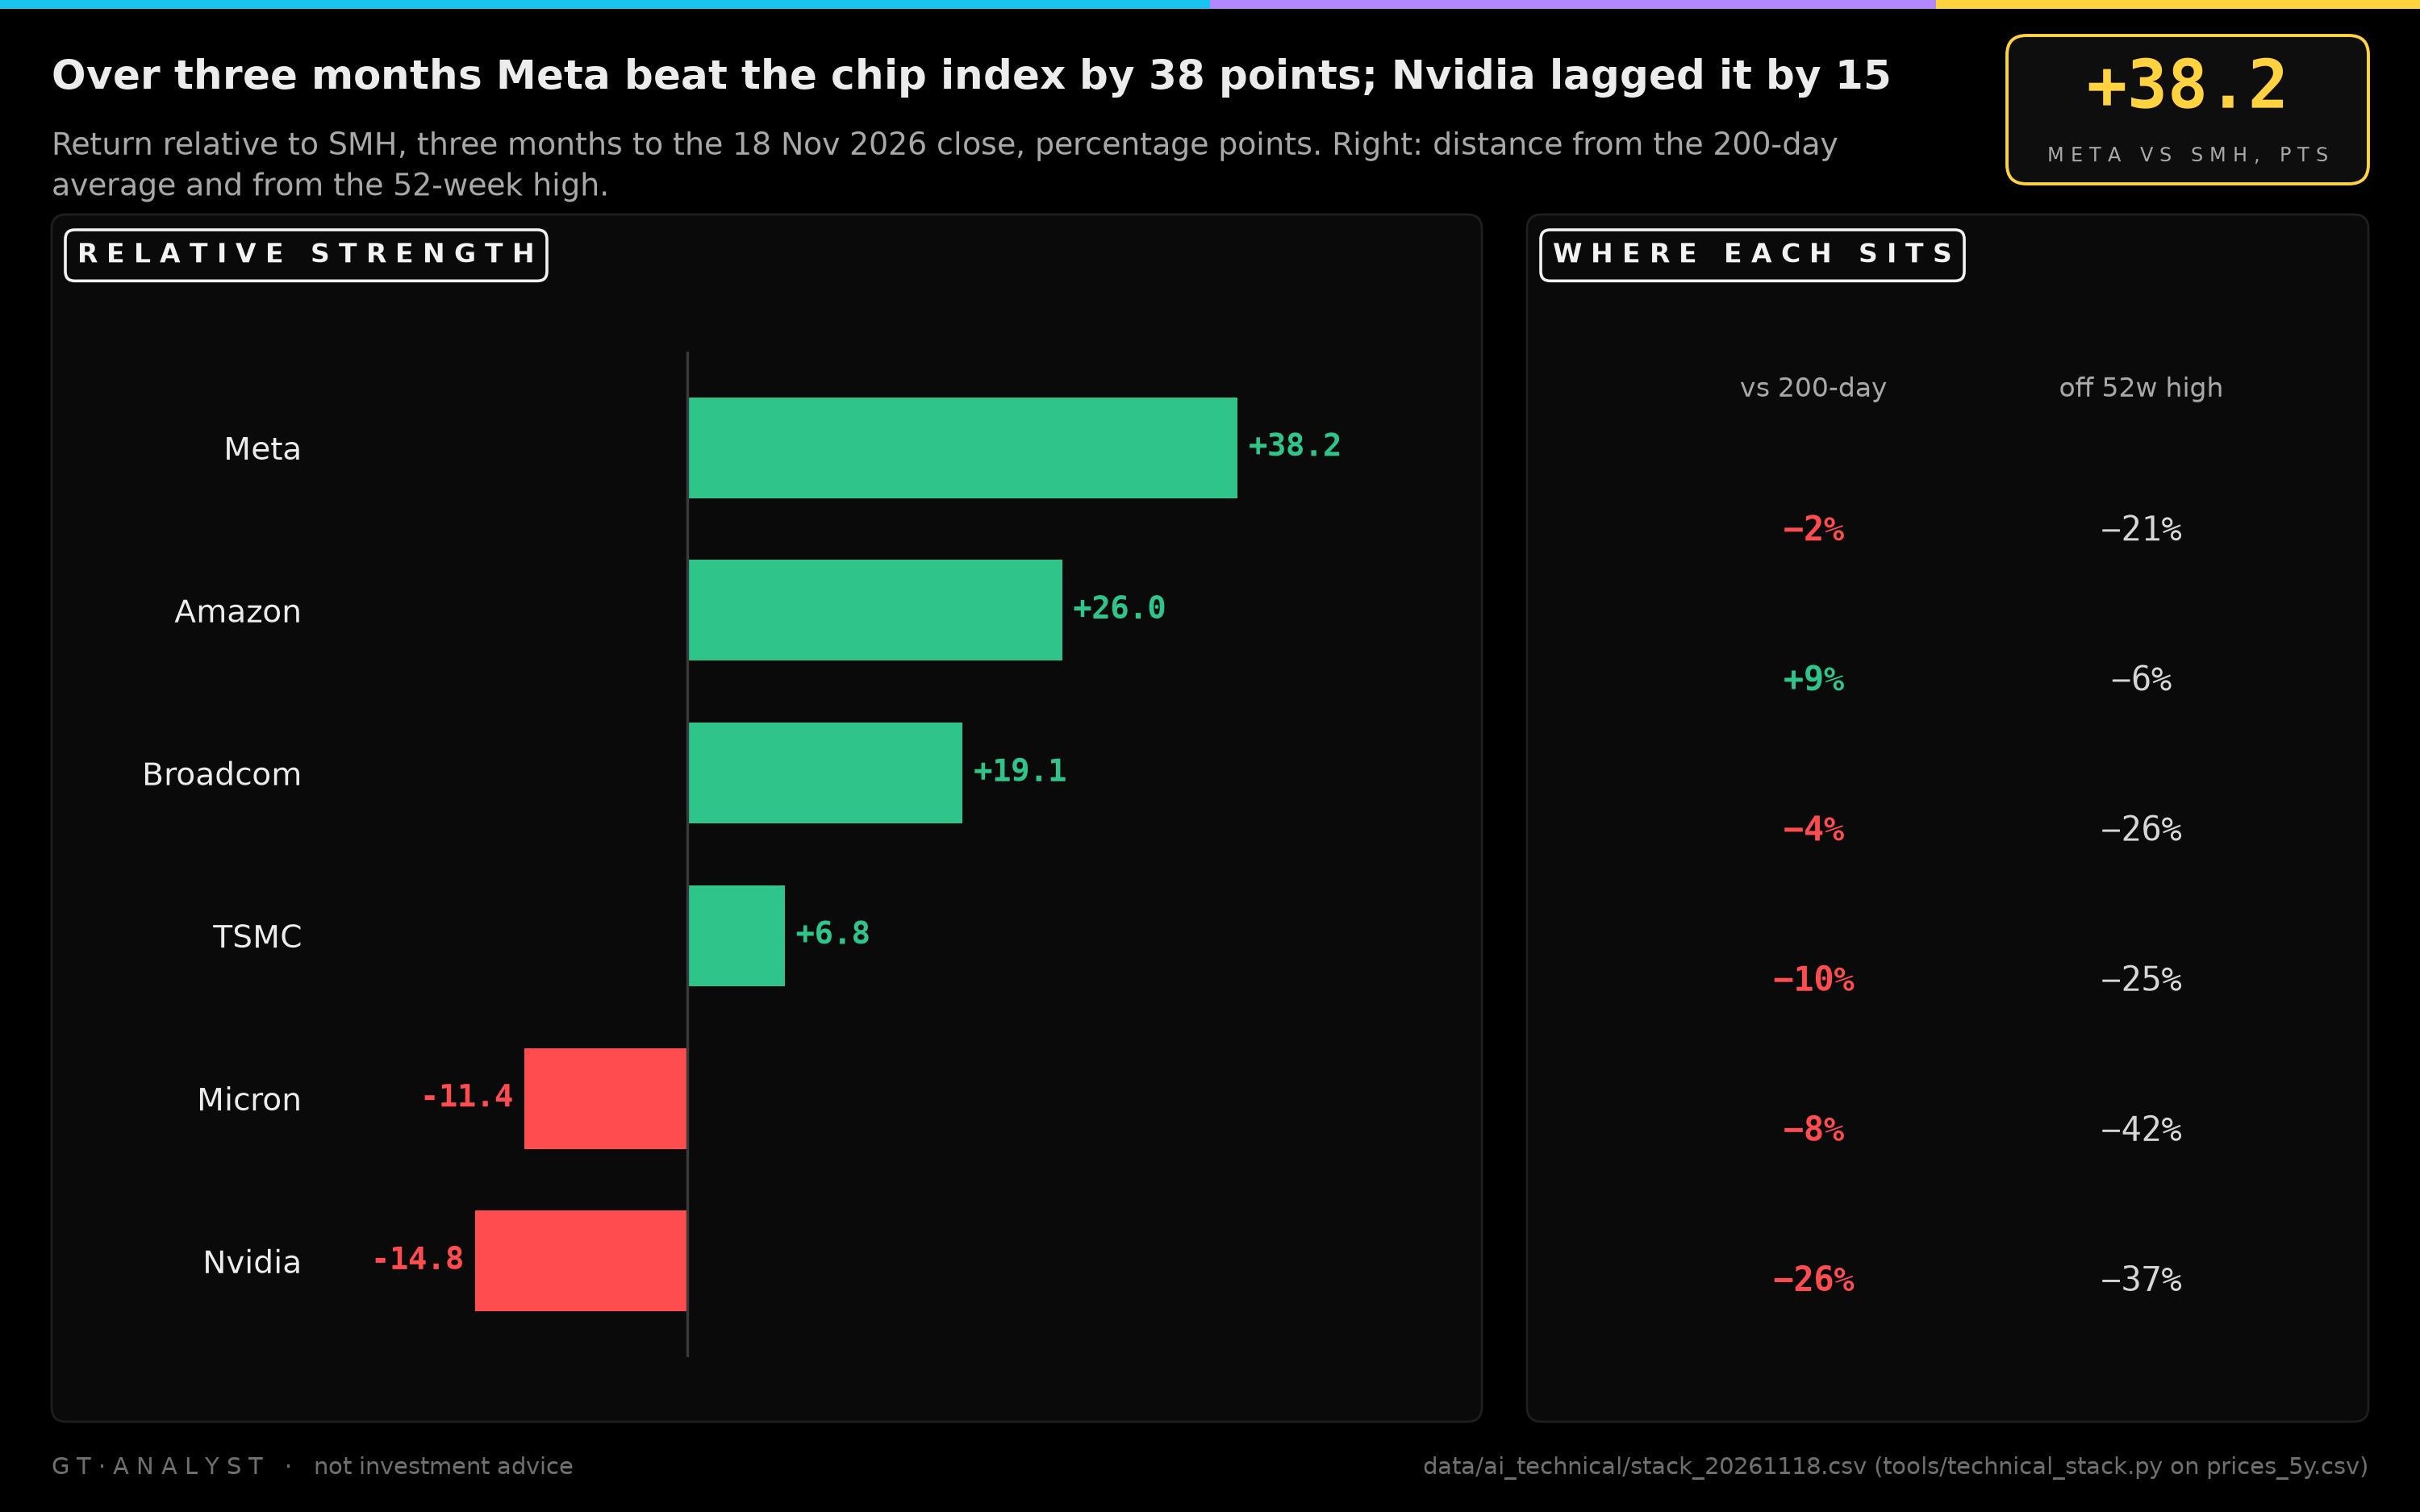 Over three months Meta beat the chip index by 38 points; Nvidia lagged it by 15
Return relative to SMH, three months to the 18 Nov 2026 close, percentage points. Right: distance from the 200-day
average and from the 52-week high.
+38.2
META VS SMH, PTS
RELATIVE STRENGTH
Meta +38.2
Amazon +26.0
Broadcom +19.1
TSMC +6.8
Micron -11.4
Nvidia -14.8
WHERE EACH SITS
vs 200-day off 52w high
−2% −21%
+9% −6%
−4% −26%
−10% −25%
−8% −42%
−26% −37%
GT·ANALYST · not investment advice
data/ai_technical/stack_20261118.csv (tools/technical_stack.py on prices_5y.csv)